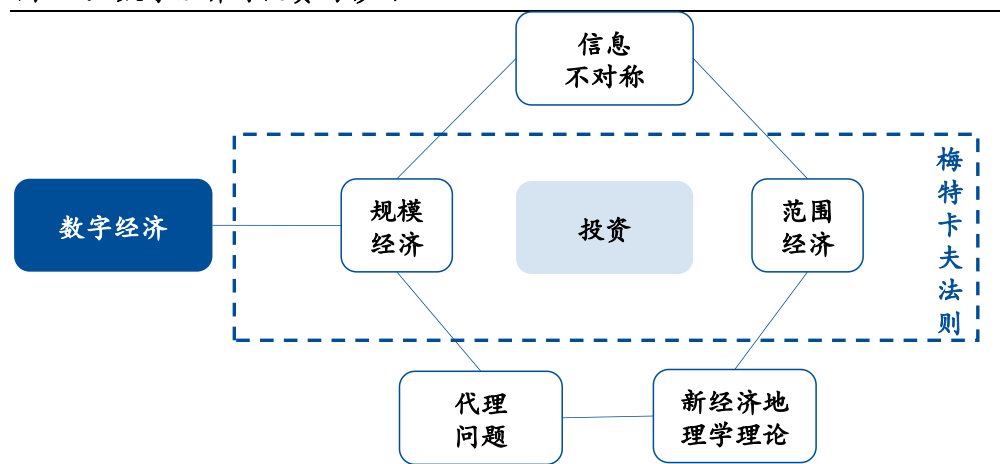 信息
不对称
梅特卡夫法则
数字经济
规模
经济
投资
范围
经济
代理
问题
新经济地
理学理论